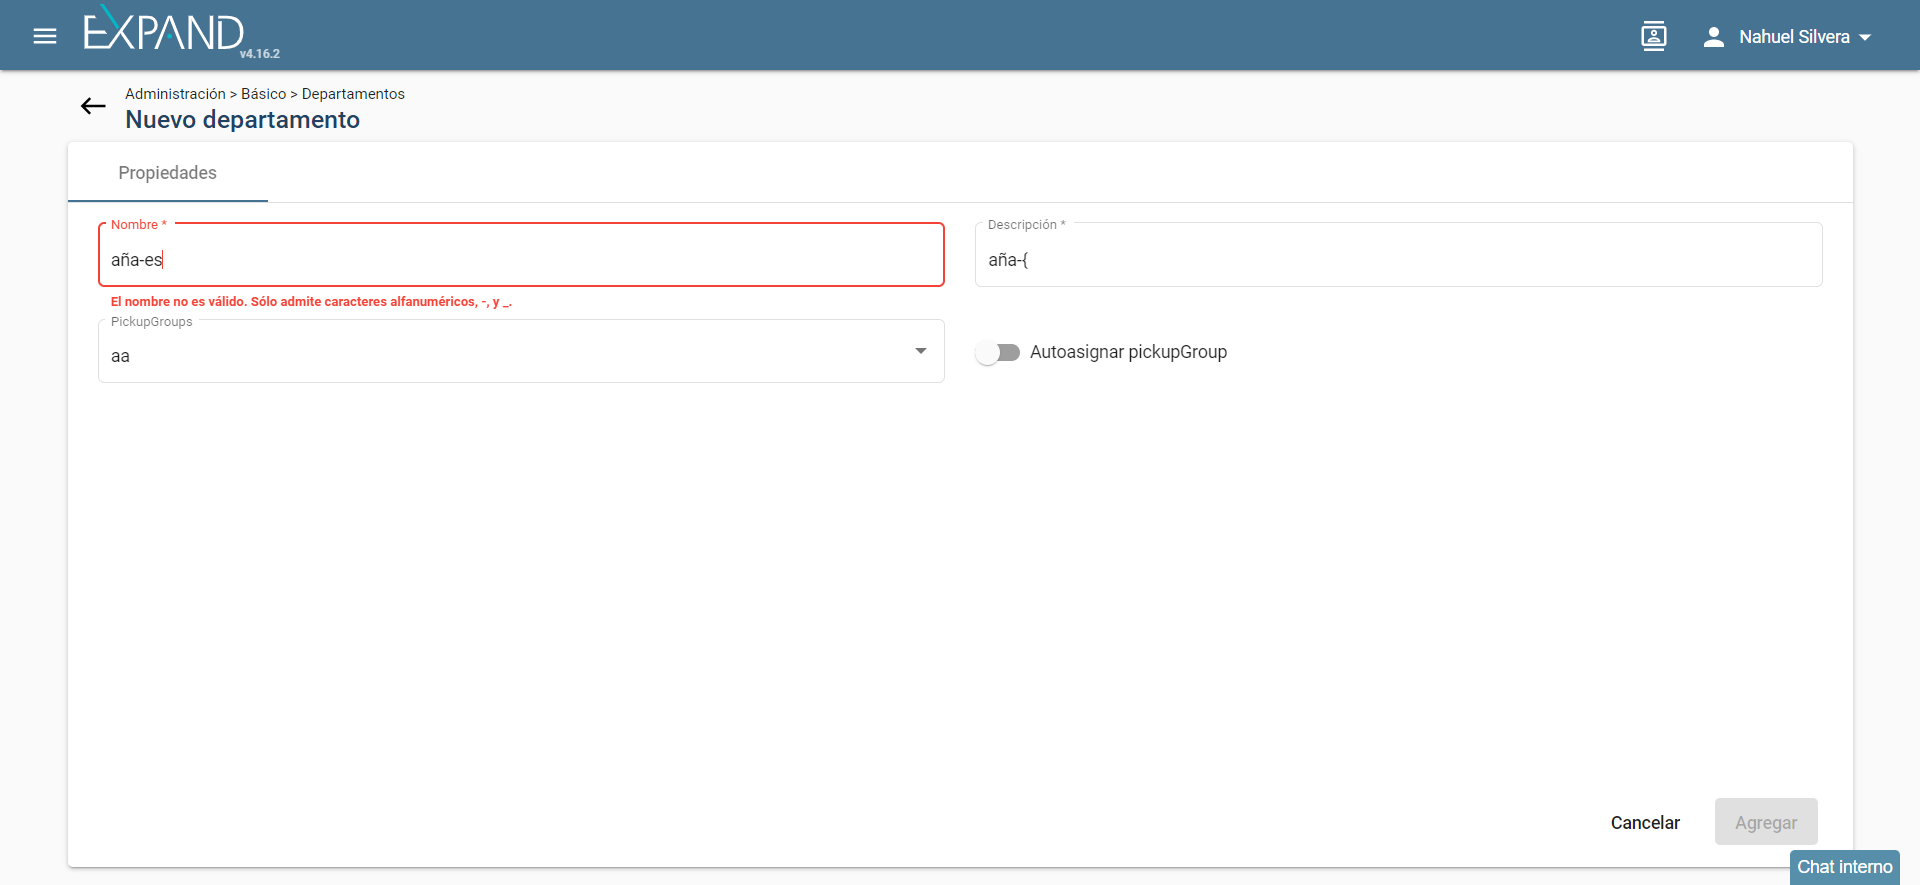 EXPAND
v4.16.2
Nahuel Silvera
Administración > Básico > Departamentos
Nuevo departamento
Propiedades
Nombre *
aña-es
El nombre no es válido. Sólo admite caracteres alfanuméricos, -, y _.
Descripción *
aña-{
PickupGroups
aa
Autoasignar pickupGroup
Cancelar
Agregar
Chat interno